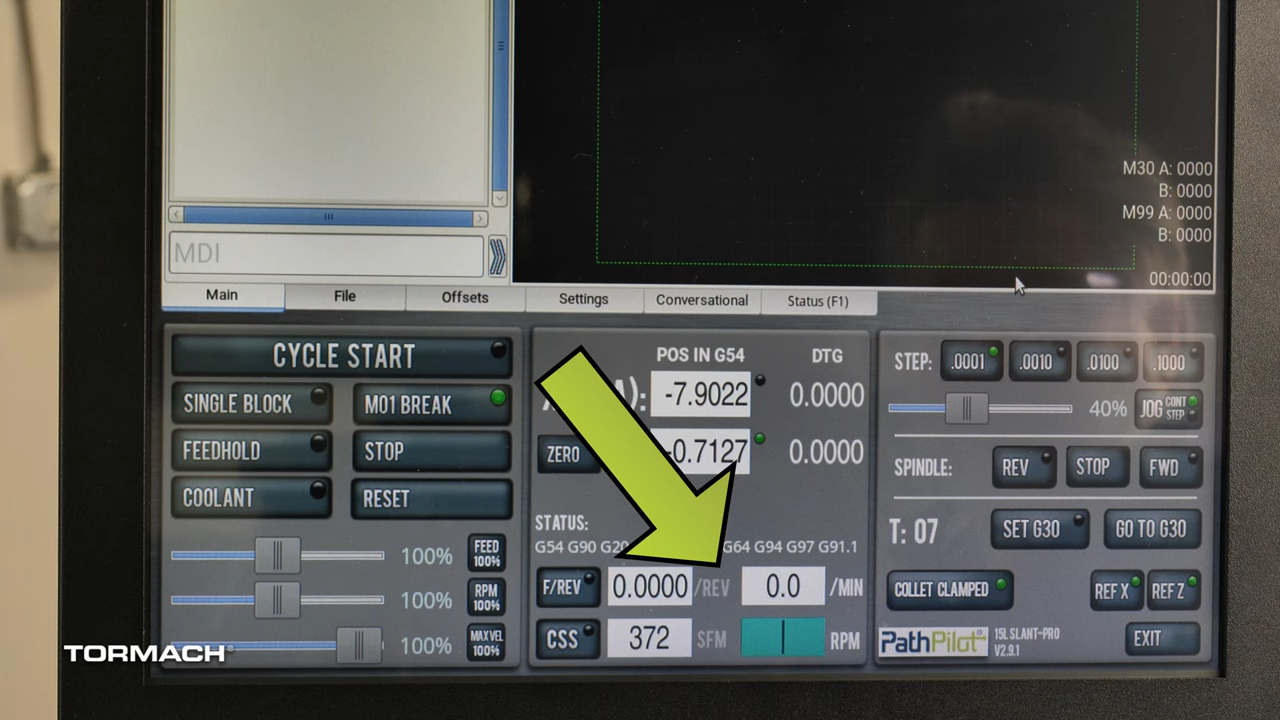 M30 A: 0000
B: 0000
M99 A: 0000
B: 0000
MDI
00:00:00
Main File Offsets Settings Conversational Status (F1)
CYCLE START
SINGLE BLOCK M01 BREAK
FEEDHOLD STOP
COOLANT RESET
100% FEED 100%
100% RPM 100%
100% MAX VEL 100%
POS IN G54 DTG
-7.9022 0.0000
ZERO -0.7127 0.0000
STATUS:
G54 G90 G20 G64 G94 G97 G91.1
F/REV 0.0000 /REV 0.0 /MIN
CSS 372 SFM RPM
STEP: .0001 .0010 .0100 .1000
40% JOG CONT STEP
SPINDLE: REV STOP FWD
T: 07 SET G30 GO TO G30
COLLET CLAMPED REF X REF Z
PathPilot 15L SLANT-PRO V2.9.1 EXIT
TORMACH